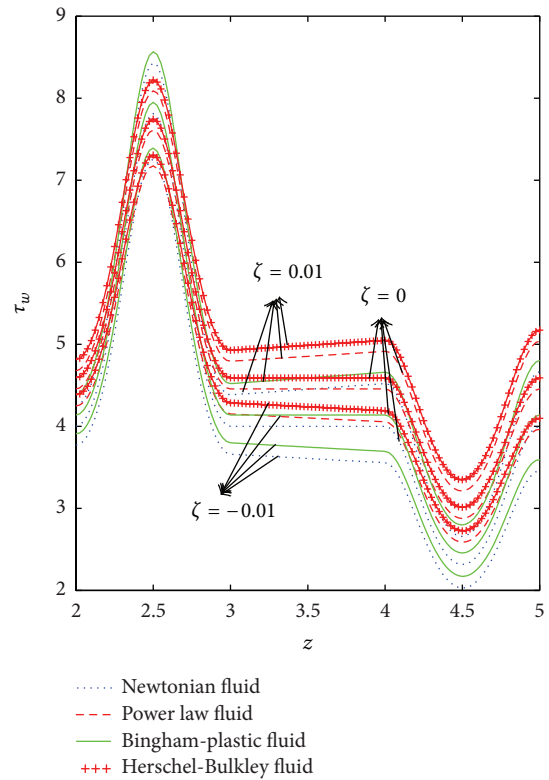 9
8
7
6
5
4
3
2
τw
ζ = 0.01
ζ = 0
ζ = −0.01
2 2.5 3 3.5 4 4.5 5
z
Newtonian fluid
Power law fluid
Bingham-plastic fluid
Herschel-Bulkley fluid